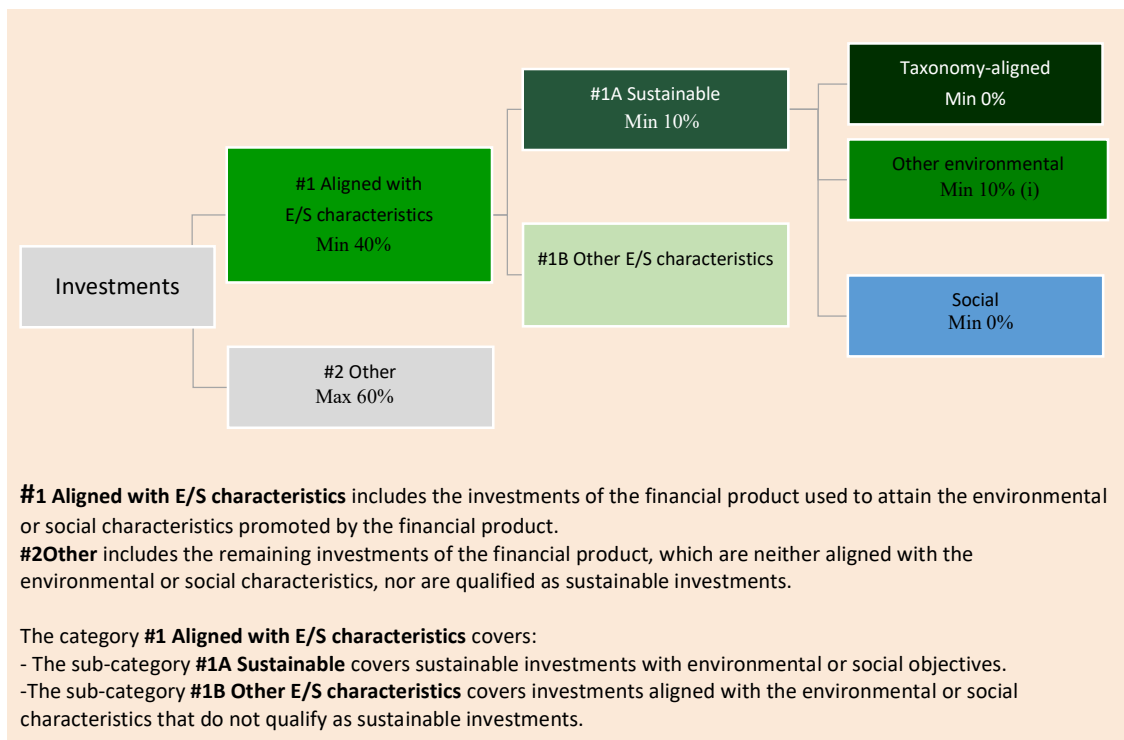 Investments
#1 Aligned with
E/S characteristics
Min 40%
#2 Other
Max 60%
#1A Sustainable
Min 10%
#1B Other E/S characteristics
Taxonomy-aligned
Min 0%
Other environmental
Min 10% (i)
Social
Min 0%
#1 Aligned with E/S characteristics includes the investments of the financial product used to attain the environmental
or social characteristics promoted by the financial product.
#2Other includes the remaining investments of the financial product, which are neither aligned with the
environmental or social characteristics, nor are qualified as sustainable investments.
The category #1 Aligned with E/S characteristics covers:
- The sub-category #1A Sustainable covers sustainable investments with environmental or social objectives.
-The sub-category #1B Other E/S characteristics covers investments aligned with the environmental or social
characteristics that do not qualify as sustainable investments.